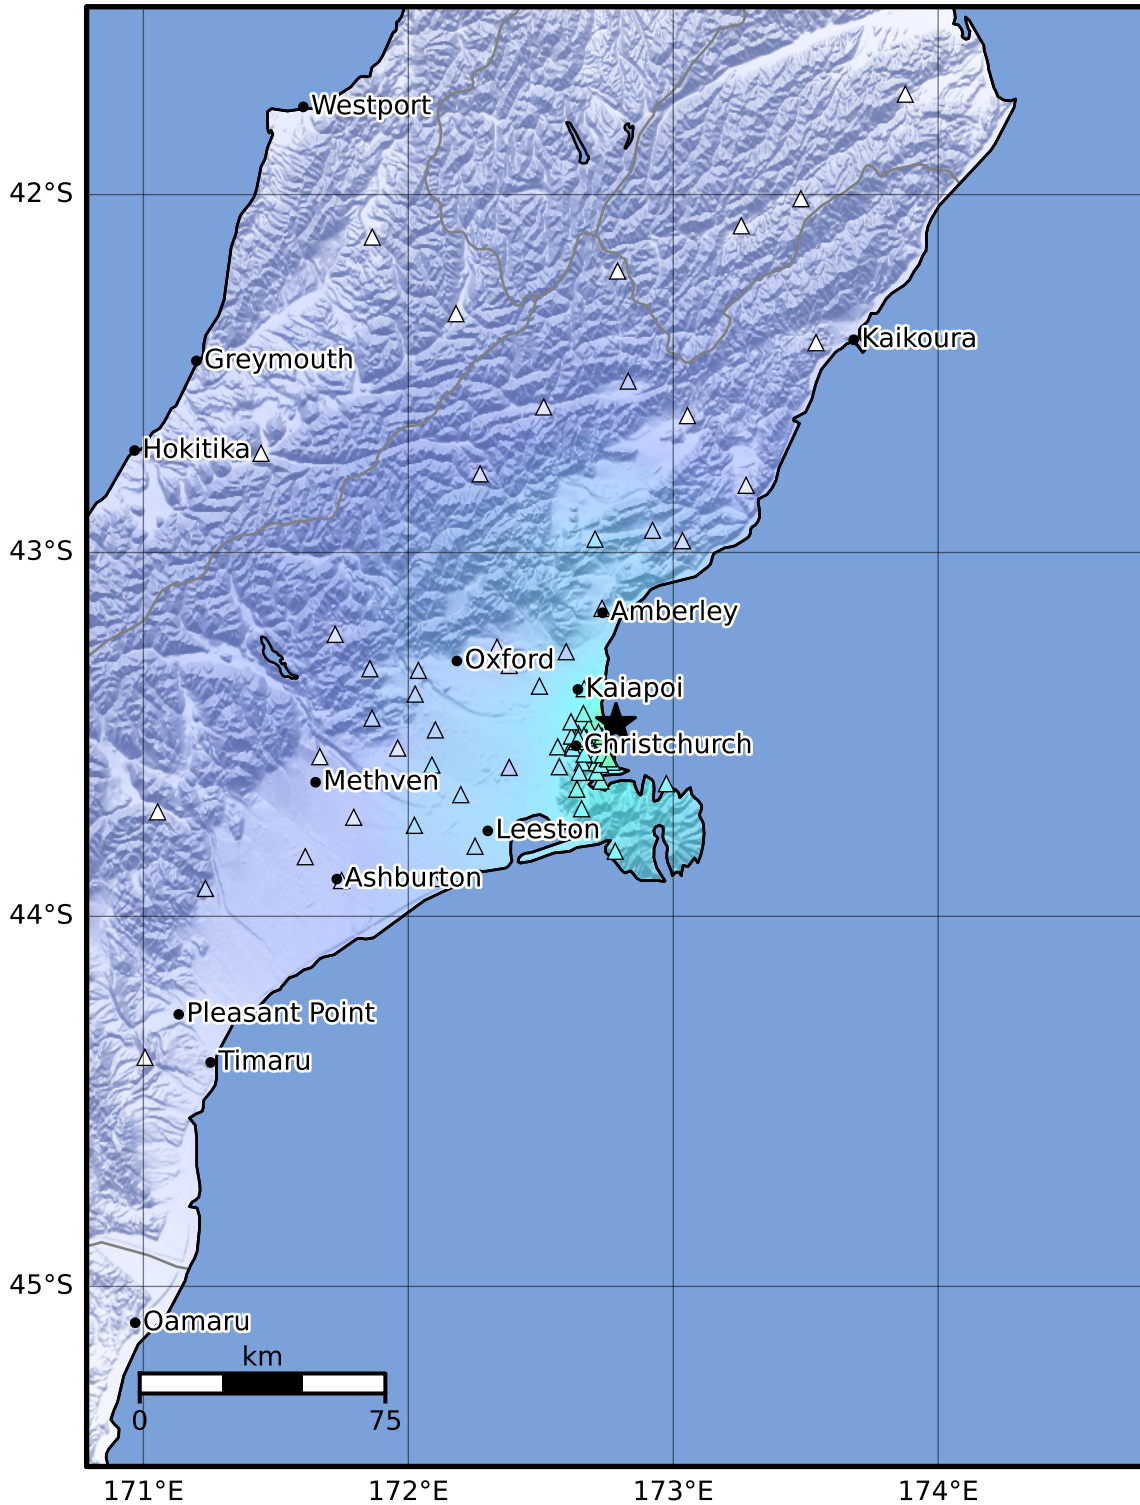 Westport
42°S
Kaikoura
Greymouth
Hokitika
43°S
Amberley
Oxford
Kaiapoi
Christchurch
Methven
Leeston
Ashburton
44°S
Pleasant Point
Timaru
45°S
Oamaru
km
0 75
171°E 172°E 173°E 174°E